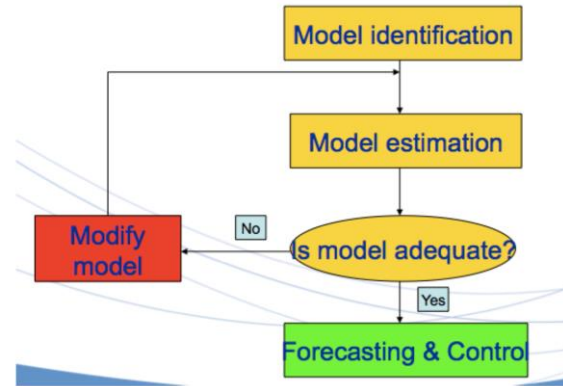 Model identification
Model estimation
No
Modify
model
Is model adequate?
Yes
Forecasting & Control